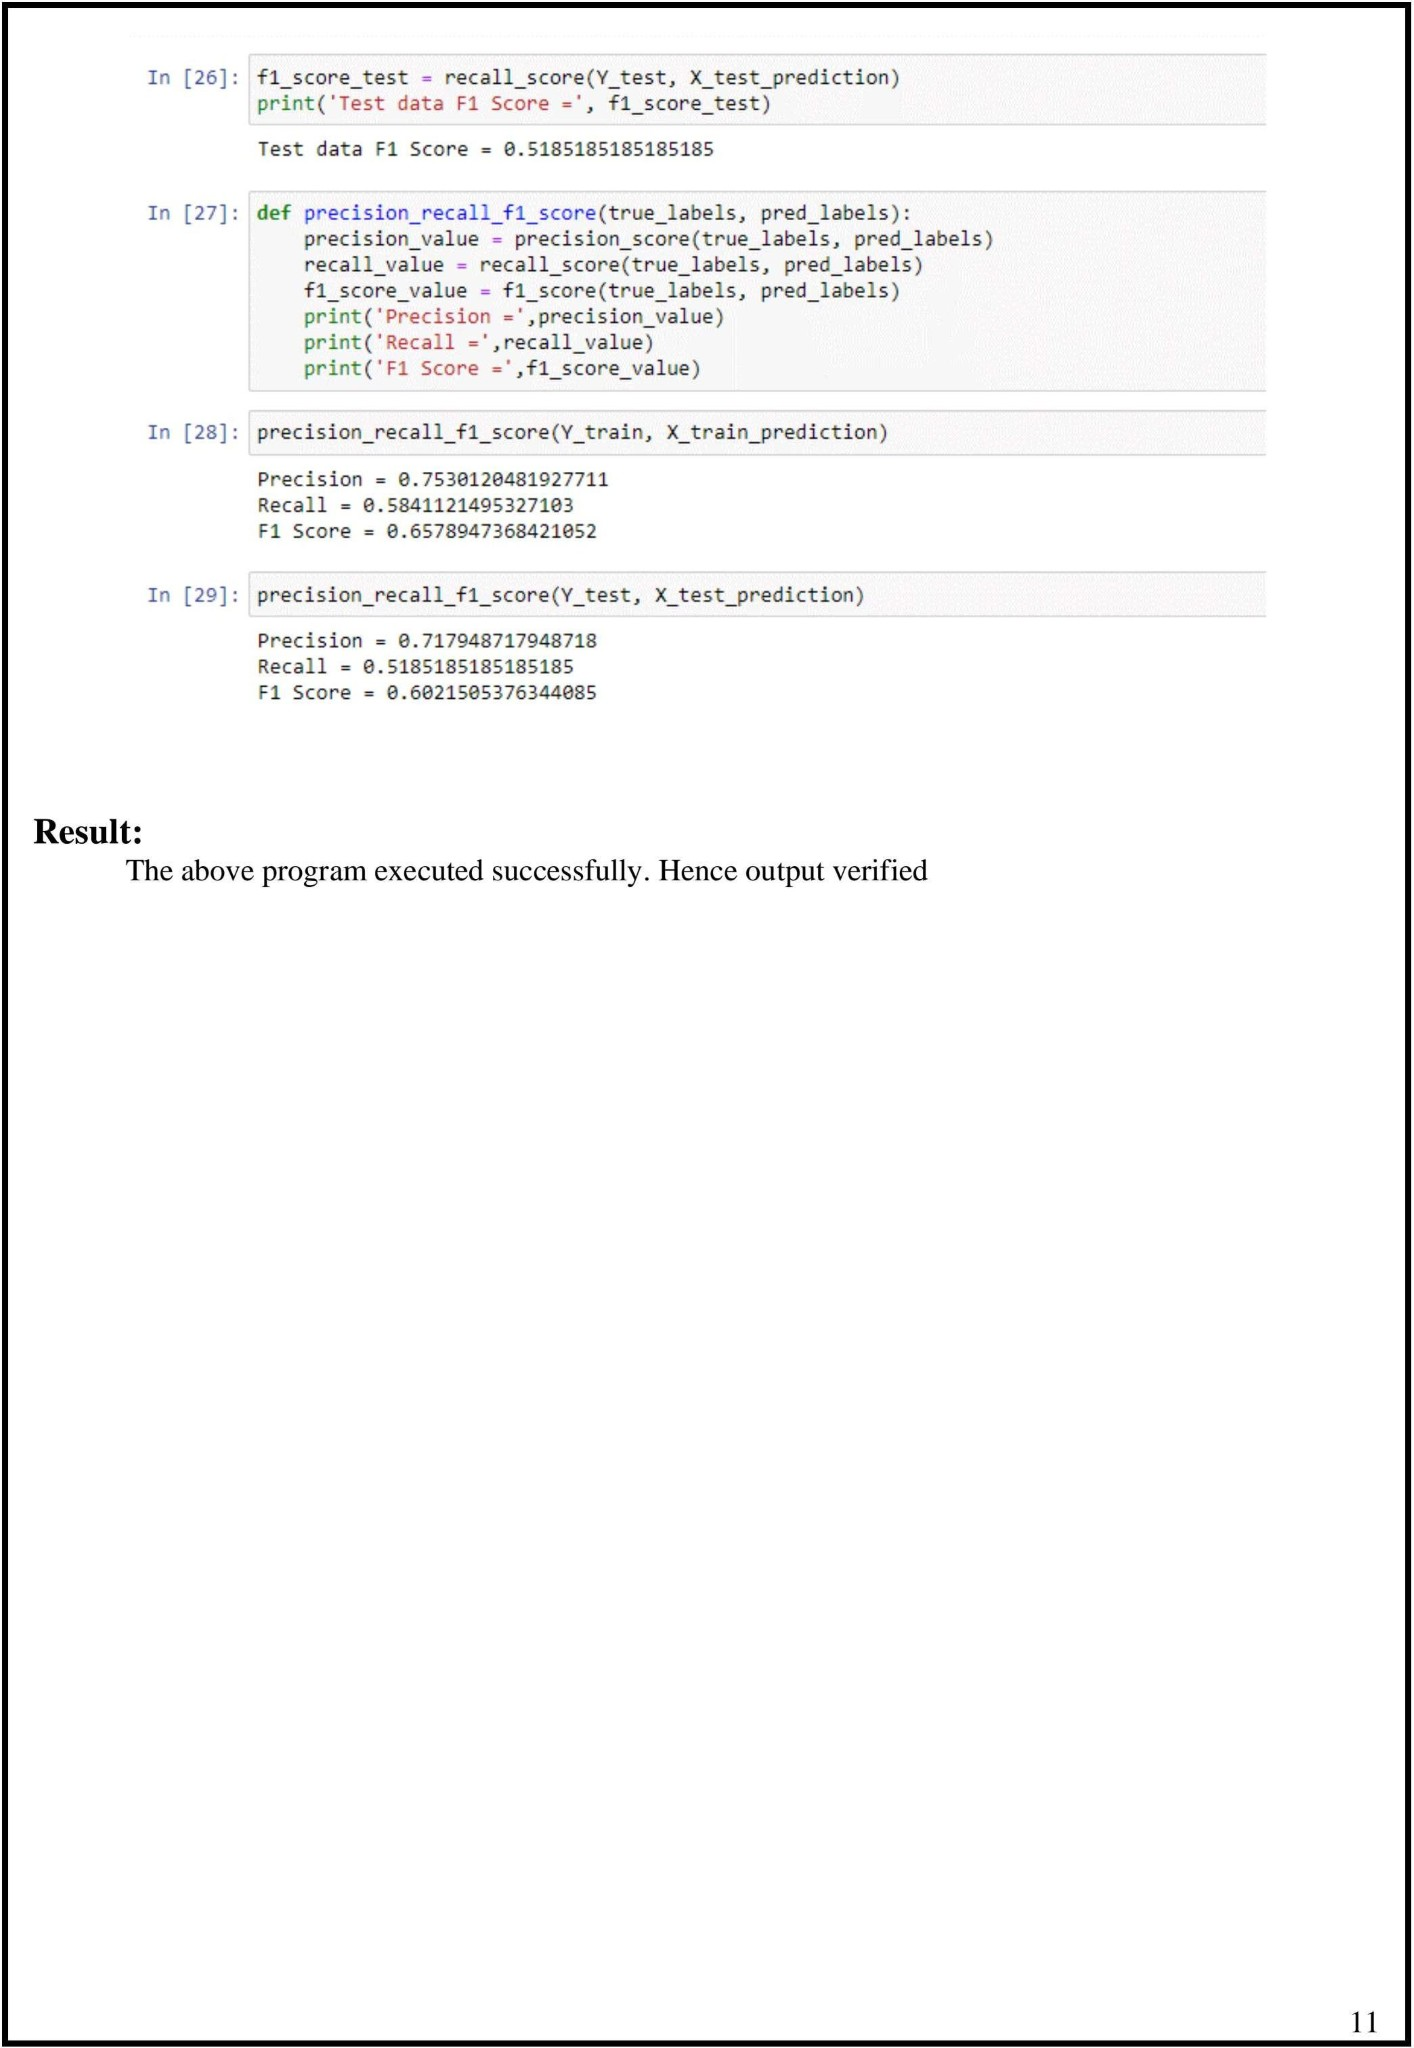 In [26]: f1_score_test = recall_score(Y_test, X_test_prediction)
print('Test data F1 Score =', f1_score_test)
Test data F1 Score = 0.5185185185185185
In [27]: def precision_recall_f1_score(true_labels, pred_labels):
    precision_value = precision_score(true_labels, pred_labels)
    recall_value = recall_score(true_labels, pred_labels)
    f1_score_value = f1_score(true_labels, pred_labels)
    print('Precision =',precision_value)
    print('Recall =',recall_value)
    print('F1 Score =',f1_score_value)
In [28]: precision_recall_f1_score(Y_train, X_train_prediction)
Precision = 0.7530120481927711
Recall = 0.5841121495327103
F1 Score = 0.6578947368421052
In [29]: precision_recall_f1_score(Y_test, X_test_prediction)
Precision = 0.717948717948718
Recall = 0.5185185185185185
F1 Score = 0.6021505376344085
Result:
The above program executed successfully. Hence output verified
11